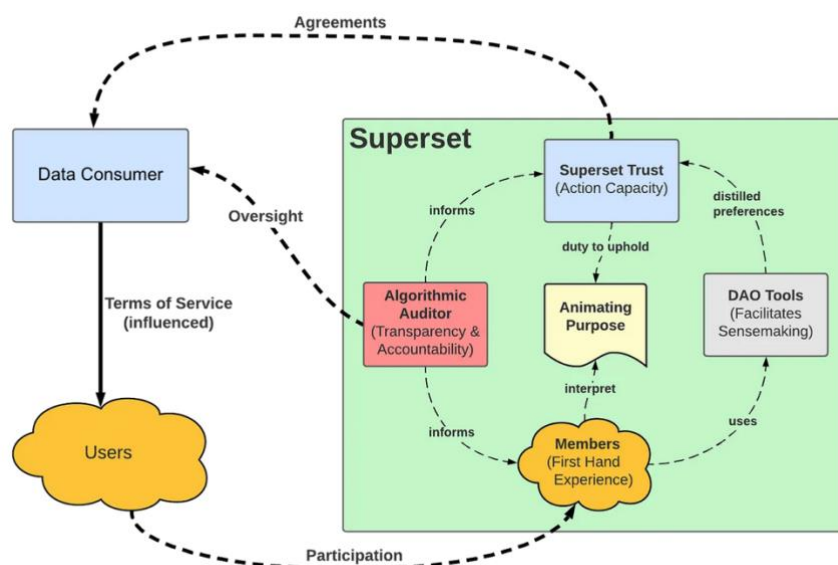 Agreements
Superset
Data Consumer
Superset Trust
(Action Capacity)
Oversight
informs
distilled
preferences
duty to uphold
Terms of Service
(influenced)
Algorithmic
Auditor
(Transparency &
Accountability)
Animating
Purpose
DAO Tools
(Facilitates
Sensemaking)
interpret
informs
uses
Users
Members
(First Hand
Experience)
Participation